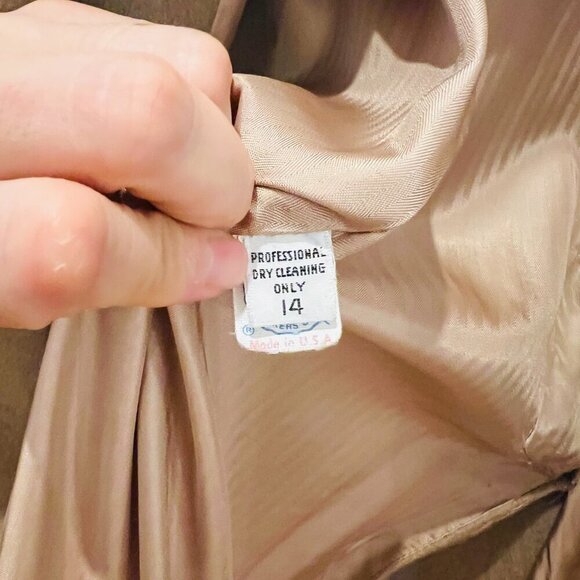 PROFESSIONAL
DRY CLEANING
ONLY
14
®
Made in U.S.A